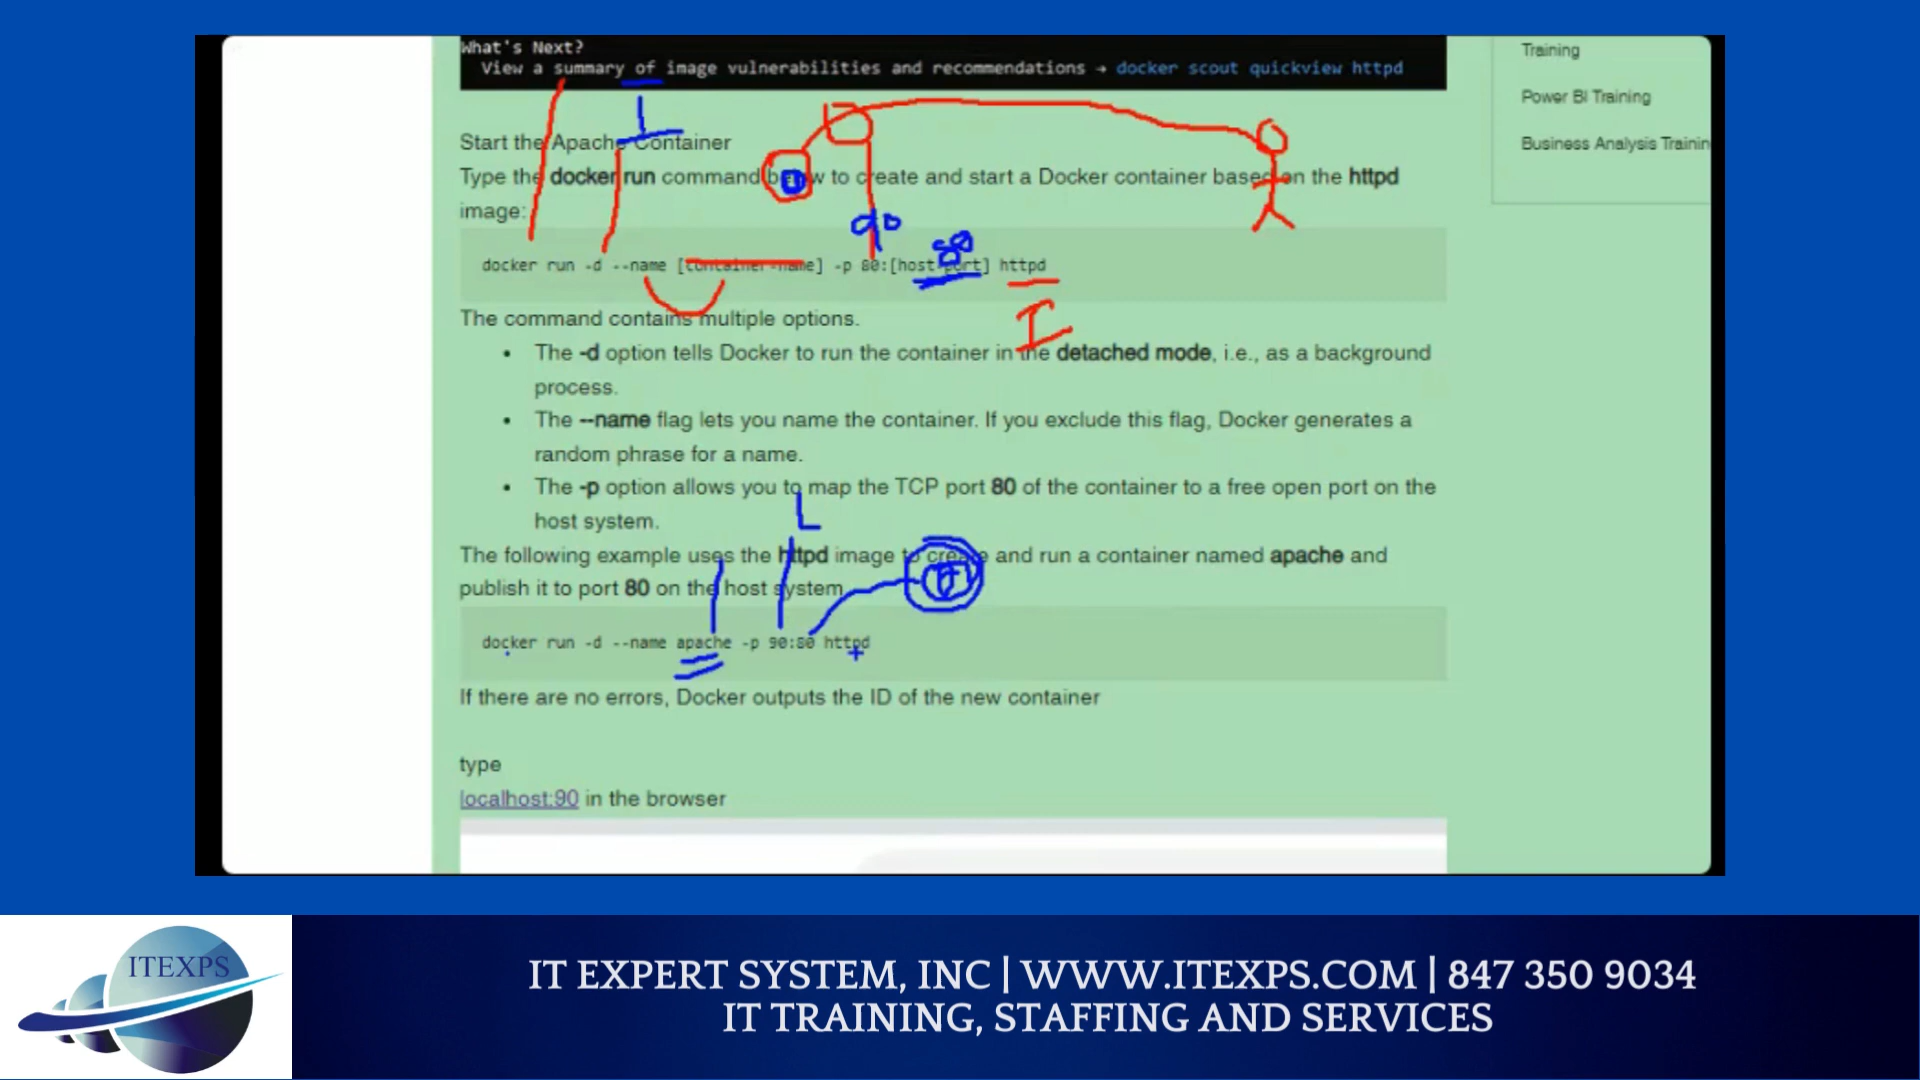 What's Next?
View a summary of image vulnerabilities and recommendations → docker scout quickview httpd
Training
Power BI Training
Business Analysis Trainin
Start the Apache Container
Type the docker run command below to create and start a Docker container based on the httpd
image:
90
80
docker run -d --name [container-name] -p 80:[host-port] httpd
I
The command contains multiple options.
• The -d option tells Docker to run the container in the detached mode, i.e., as a background
process.
• The --name flag lets you name the container. If you exclude this flag, Docker generates a
random phrase for a name.
• The -p option allows you to map the TCP port 80 of the container to a free open port on the
host system.
L
The following example uses the httpd image to create and run a container named apache and
publish it to port 80 on the host system
docker run -d --name apache -p 90:80 httpd
If there are no errors, Docker outputs the ID of the new container
type
localhost:90 in the browser
ITEXPS
IT EXPERT SYSTEM, INC | WWW.ITEXPS.COM | 847 350 9034
IT TRAINING, STAFFING AND SERVICES